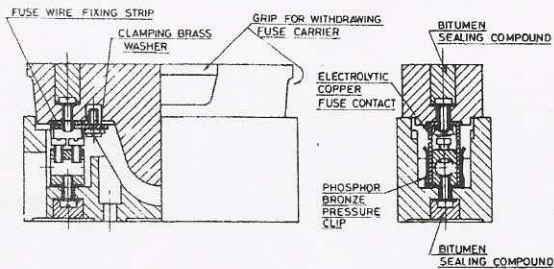 FUSE WIRE FIXING STRIP
CLAMPING BRASS
WASHER
GRIP FOR WITHDRAWING
FUSE CARRIER
BITUMEN
SEALING COMPOUND
ELECTROLYTIC
COPPER
FUSE CONTACT
PHOSPHOR
BRONZE
PRESSURE
CLIP
BITUMEN
SEALING COMPOUND